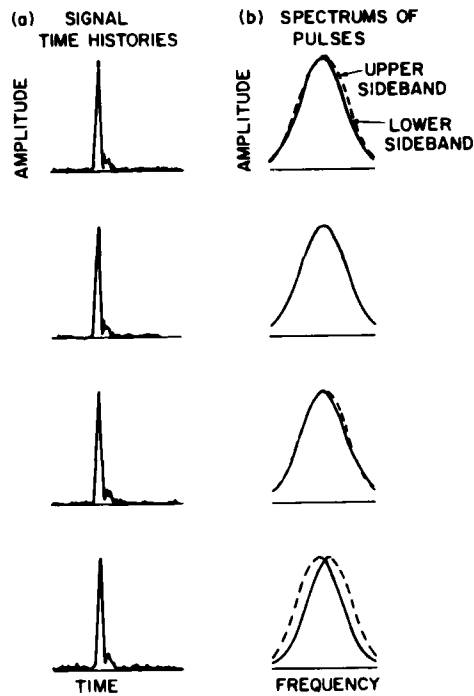 (a) SIGNAL
TIME HISTORIES
(b) SPECTRUMS OF
PULSES
AMPLITUDE
AMPLITUDE
UPPER
SIDEBAND
LOWER
SIDEBAND
TIME
FREQUENCY